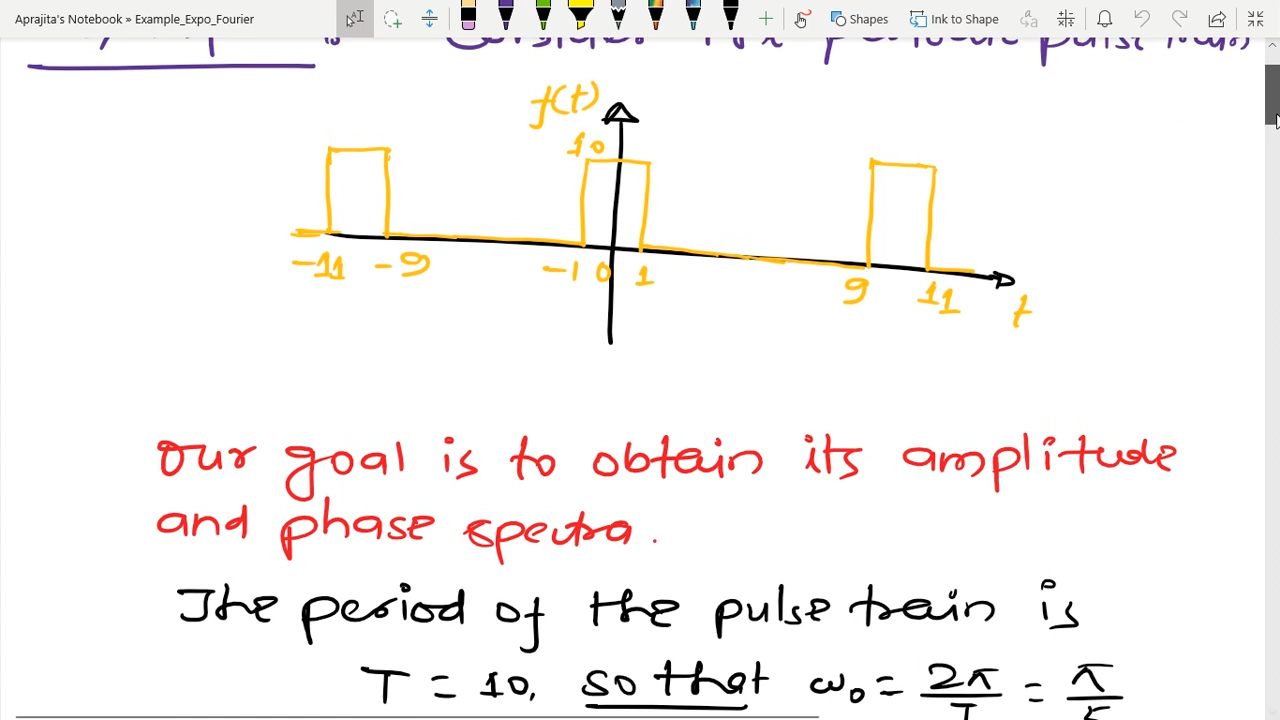 Aprajita's Notebook » Example_Expo_Fourier
Shapes
Ink to Shape
periodic pulse
f(t)
10
-11 -9 -1 0 1 9 11 t
Our goal is to obtain its amplitude
and phase spectra.
The period of the pulse train is
T = 10, so that ω₀ = 2π/T = π/5